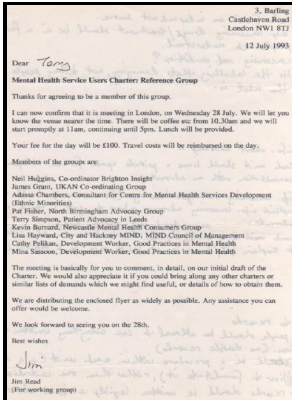 3, Barling
Castlehaven Road
London NW1 8TJ
12 July 1993
Dear Terry
Mental Health Service Users Charter: Reference Group
Thanks for agreeing to be a member of this group.
I can now confirm that it is meeting in London, on Wednesday 28 July. We will let you
know the venue nearer the time. There will be coffee etc from 10.30am and we will
start promptly at 11am, continuing until 5pm. Lunch will be provided.
Your fee for the day will be £100. Travel costs will be reimbursed on the day.
Members of the groups are:
Neil Huggins, Co-ordinator Brighton Insight
James Grant, UKAN Co-ordinating Group
Adassa Chambers, Consultant for Centre for Mental Health Services Development
(Ethnic Minorities)
Pat Fisher, North Birmingham Advocacy Group
Terry Simpson, Patient Advocacy in Leeds
Kevin Burnard, Newcastle Mental Health Consumers Group
Lisa Hayward, City and Hackney MIND, MIND Council of Management
Cathy Pelikan, Development Worker, Good Practices in Mental Health
Mina Sassoon, Development Worker, Good Practices in Mental Health
The meeting is basically for you to comment, in detail, on our initial draft of the
Charter. We would also appreciate it if you could bring along any other charters or
similar lists of demands which we might find useful, or details of how to obtain them.
We are distributing the enclosed flyer as widely as possible. Any assistance you can
offer would be welcome.
We look forward to seeing you on the 28th.
Best wishes
Jim
Jim Read
(For working group)